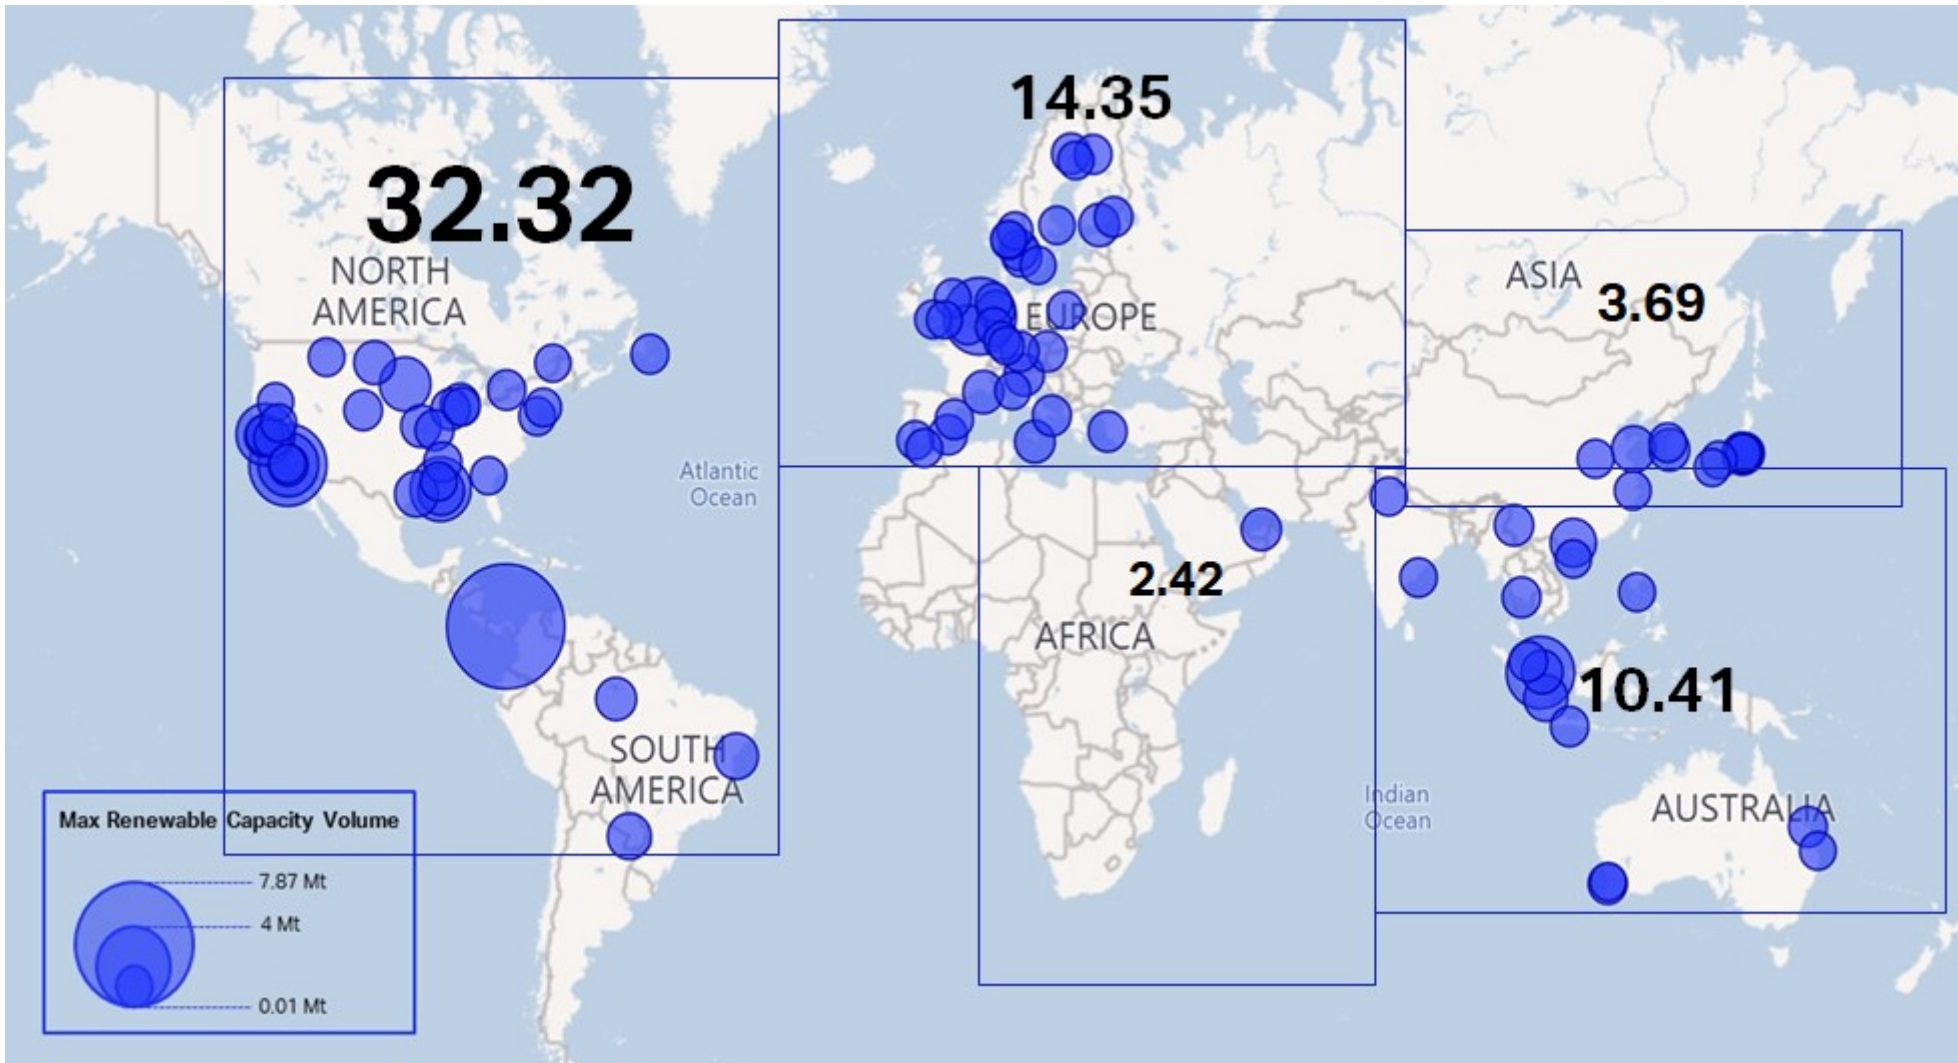 14.35
32.32
NORTH
AMERICA
ASIA
3.69
EUROPE
Atlantic
Ocean
2.42
AFRICA
10.41
SOUTH
AMERICA
Indian
Ocean
AUSTRALIA
Max Renewable Capacity Volume
7.87 Mt
4 Mt
0.01 Mt